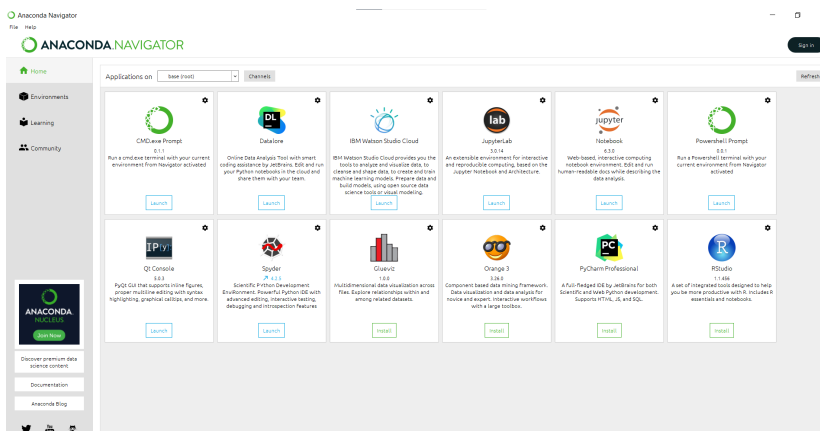 Anaconda Navigator
File Help
ANACONDA.NAVIGATOR
Sign in
Home
Environments
Learning
Community
Applications on base (root) Channels
Refresh
CMD.exe Prompt
0.1.1
Run a cmd.exe terminal with your current
environment from Navigator activated
Launch
DL
Datalore
Online Data Analysis Tool with smart
coding assistance by JetBrains. Edit and run
your Python notebooks in the cloud and
share them with your team.
Launch
IBM Watson Studio Cloud
IBM Watson Studio Cloud provides you the
tools to analyze and visualize data, to
cleanse and shape data, to create and train
machine learning models. Prepare data and
build models, using open source data
science tools or visual modeling.
Launch
lab
JupyterLab
3.0.14
An extensible environment for interactive
and reproducible computing, based on the
Jupyter Notebook and Architecture.
Launch
jupyter
Notebook
6.3.0
Web-based, interactive computing
notebook environment. Edit and run
human-readable docs while describing the
data analysis.
Launch
Powershell Prompt
0.0.1
Run a Powershell terminal with your
current environment from Navigator
activated
Launch
IP[y]:
Qt Console
5.0.3
PyQt GUI that supports inline figures,
proper multiline editing with syntax
highlighting, graphical calltips, and more.
Launch
Spyder
4.2.5
Scientific PYthon Development
EnviRonment. Powerful Python IDE with
advanced editing, interactive testing,
debugging and introspection features
Launch
Glueviz
1.0.0
Multidimensional data visualization across
files. Explore relationships within and
among related datasets.
Install
Orange 3
3.26.0
Component based data mining framework.
Data visualization and data analysis for
novice and expert. Interactive workflows
with a large toolbox.
Install
PC
PyCharm Professional
A full-fledged IDE by JetBrains for both
Scientific and Web Python development.
Supports HTML, JS, and SQL.
Install
R
RStudio
1.1.456
A set of integrated tools designed to help
you be more productive with R. Includes R
essentials and notebooks.
Install
ANACONDA.
NUCLEUS
Join Now
Discover premium data
science content
Documentation
Anaconda Blog